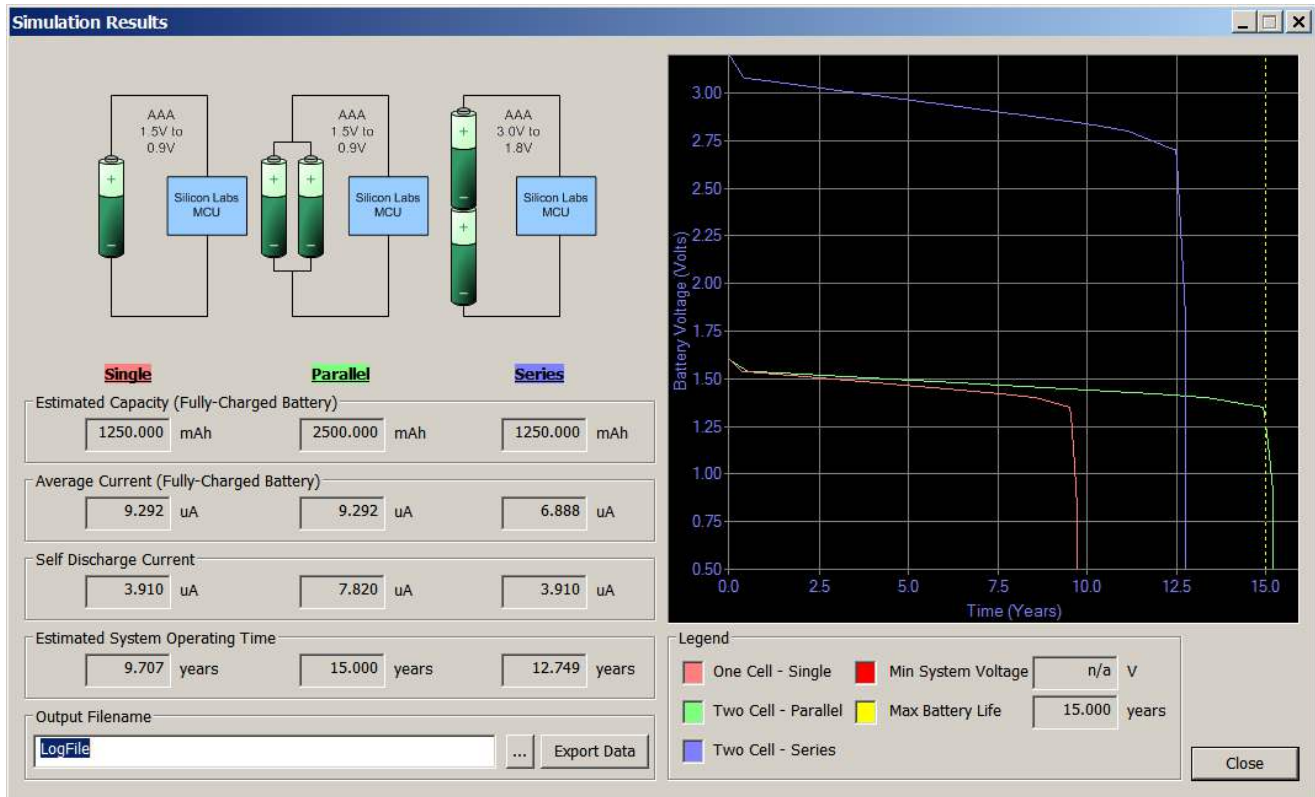 Simulation Results
AAA
1.5V to
0.9V
+
Silicon Labs
MCU
–
AAA
1.5V to
0.9V
+ +
Silicon Labs
MCU
– –
AAA
3.0V to
1.8V
+
+
Silicon Labs
MCU
–
Single
Parallel
Series
Estimated Capacity (Fully-Charged Battery)
1250.000 mAh 2500.000 mAh 1250.000 mAh
Average Current (Fully-Charged Battery)
9.292 uA 9.292 uA 6.888 uA
Self Discharge Current
3.910 uA 7.820 uA 3.910 uA
Estimated System Operating Time
9.707 years 15.000 years 12.749 years
Output Filename
LogFile ... Export Data
Battery Voltage (Volts)
3.00
2.75
2.50
2.25
2.00
1.75
1.50
1.25
1.00
0.75
0.50
0.0 2.5 5.0 7.5 10.0 12.5 15.0
Time (Years)
Legend
One Cell - Single Min System Voltage n/a V
Two Cell - Parallel Max Battery Life 15.000 years
Two Cell - Series
Close